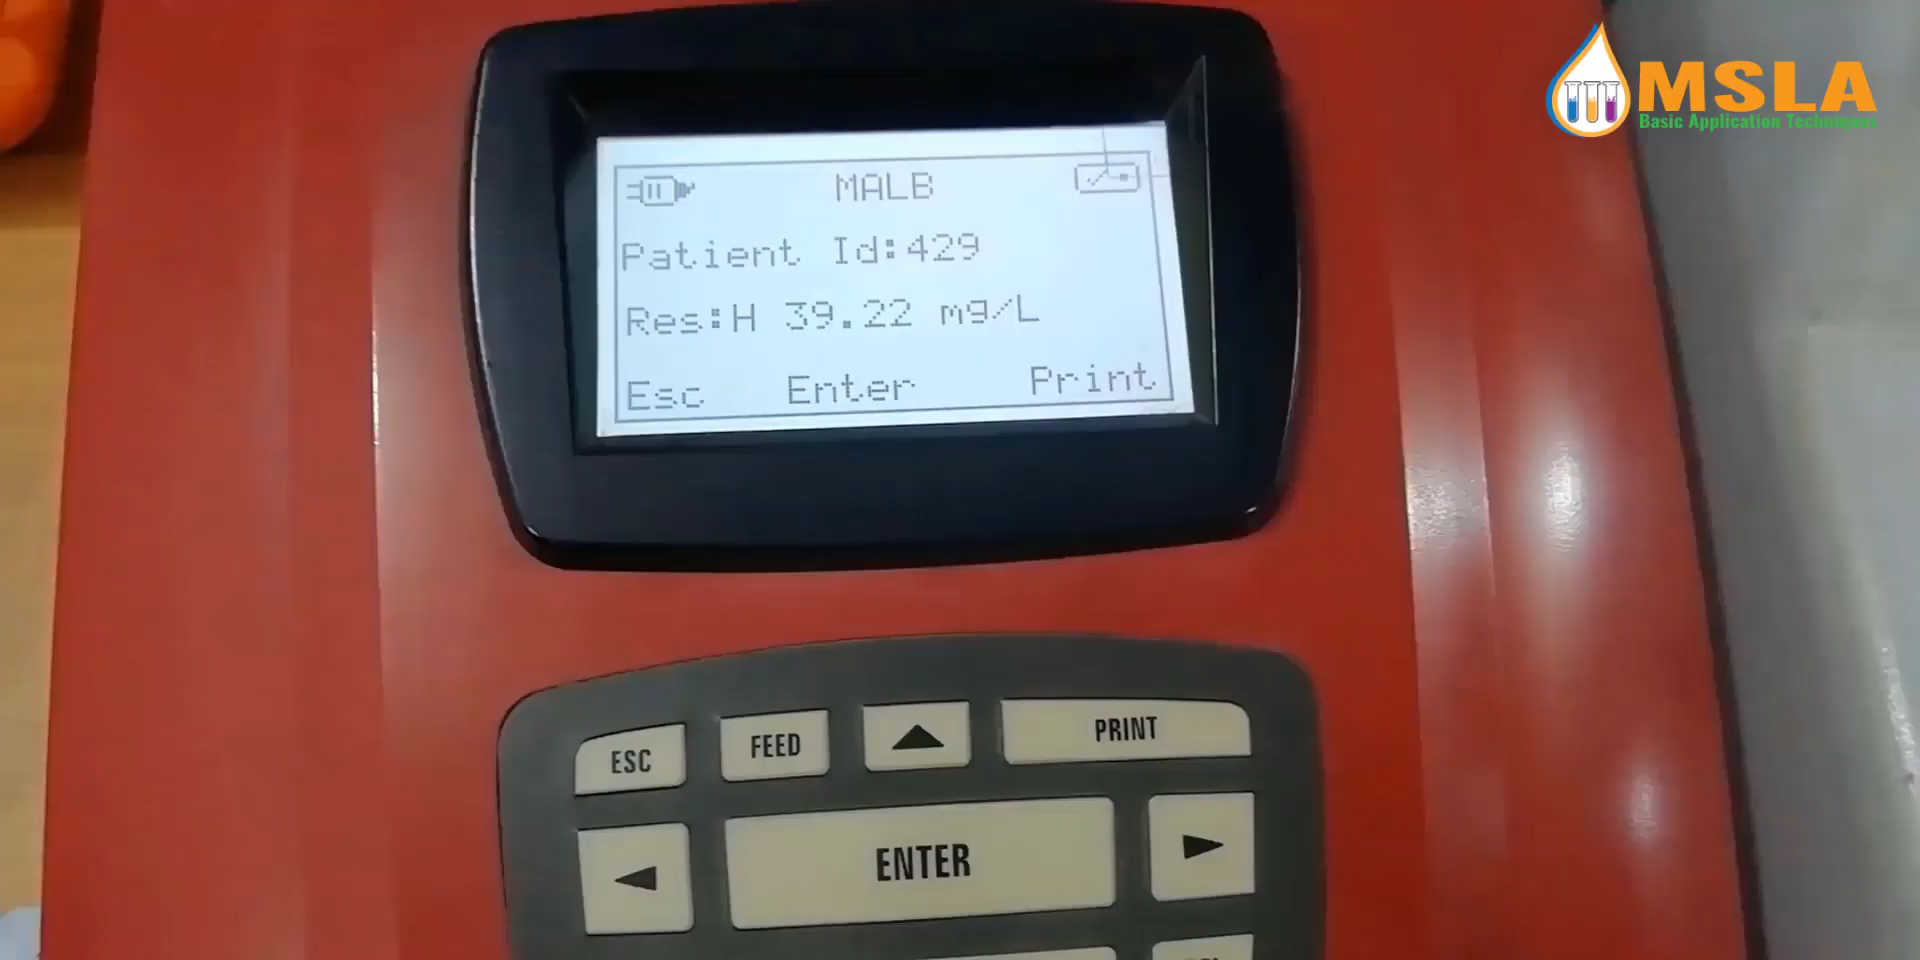 MSLA
Basic Application Techniques
MALB
Patient Id:429
Res:H 39.22 mg/L
Esc Enter Print
ESC FEED PRINT
ENTER